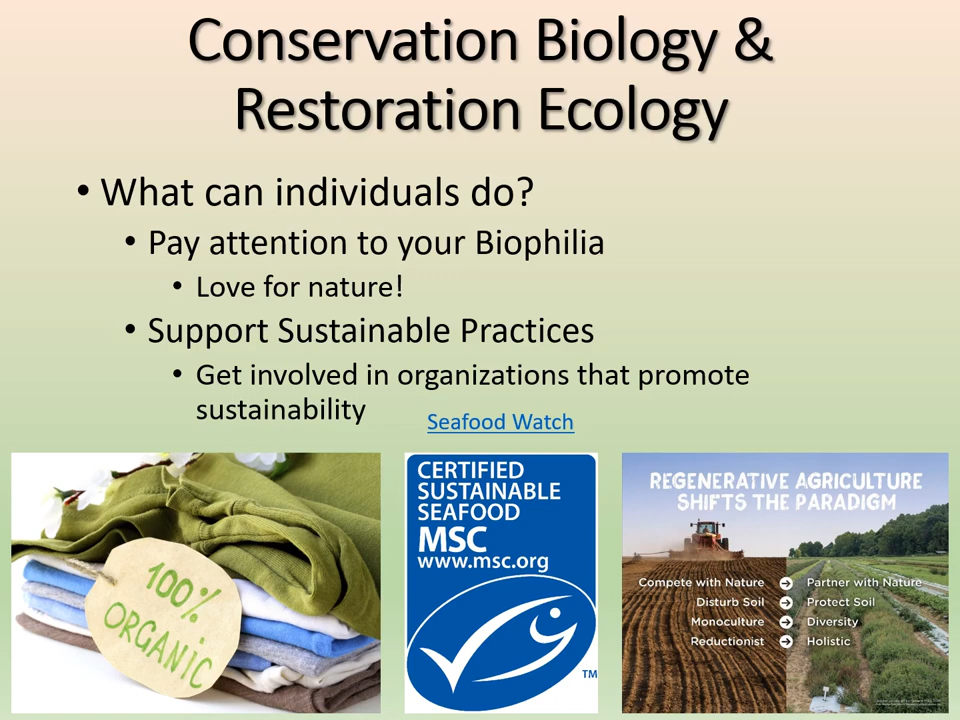 Conservation Biology &
Restoration Ecology
• What can individuals do?
• Pay attention to your Biophilia
• Love for nature!
• Support Sustainable Practices
• Get involved in organizations that promote
sustainability
Seafood Watch
100%
ORGANIC
CERTIFIED
SUSTAINABLE
SEAFOOD
MSC
www.msc.org
TM
REGENERATIVE AGRICULTURE
SHIFTS THE PARADIGM
Compete with Nature → Partner with Nature
Disturb Soil → Protect Soil
Monoculture → Diversity
Reductionist → Holistic